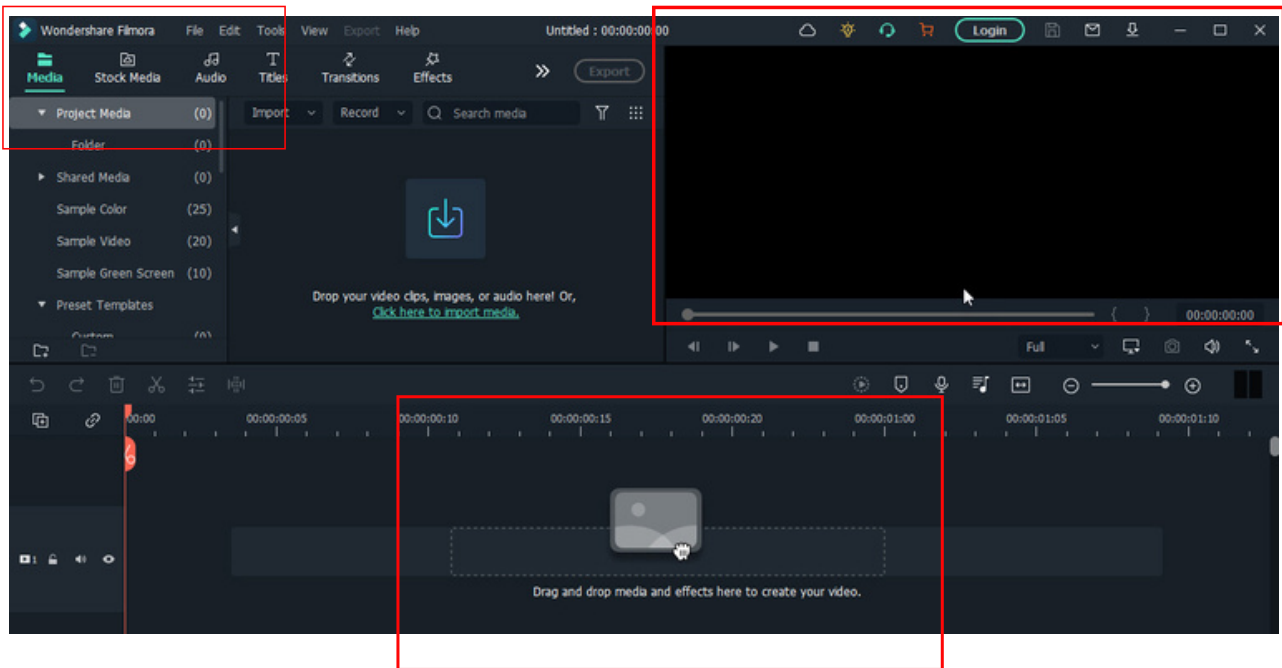 Wondershare Filmora File Edit Tools View Export Help Untitled : 00:00:00:00 Login
Media Stock Media Audio Titles Transitions Effects Export
Project Media (0) Import Record Search media
Folder (0)
Shared Media (0)
Sample Color (25)
Sample Video (20)
Sample Green Screen (10)
Drop your video clips, images, or audio here! Or,
Click here to import media.
Preset Templates
Custom (0)
00:00:00:00
Full
00:00 00:00:00:05 00:00:00:10 00:00:00:15 00:00:00:20 00:00:01:00 00:00:01:05 00:00:01:10
1
Drag and drop media and effects here to create your video.